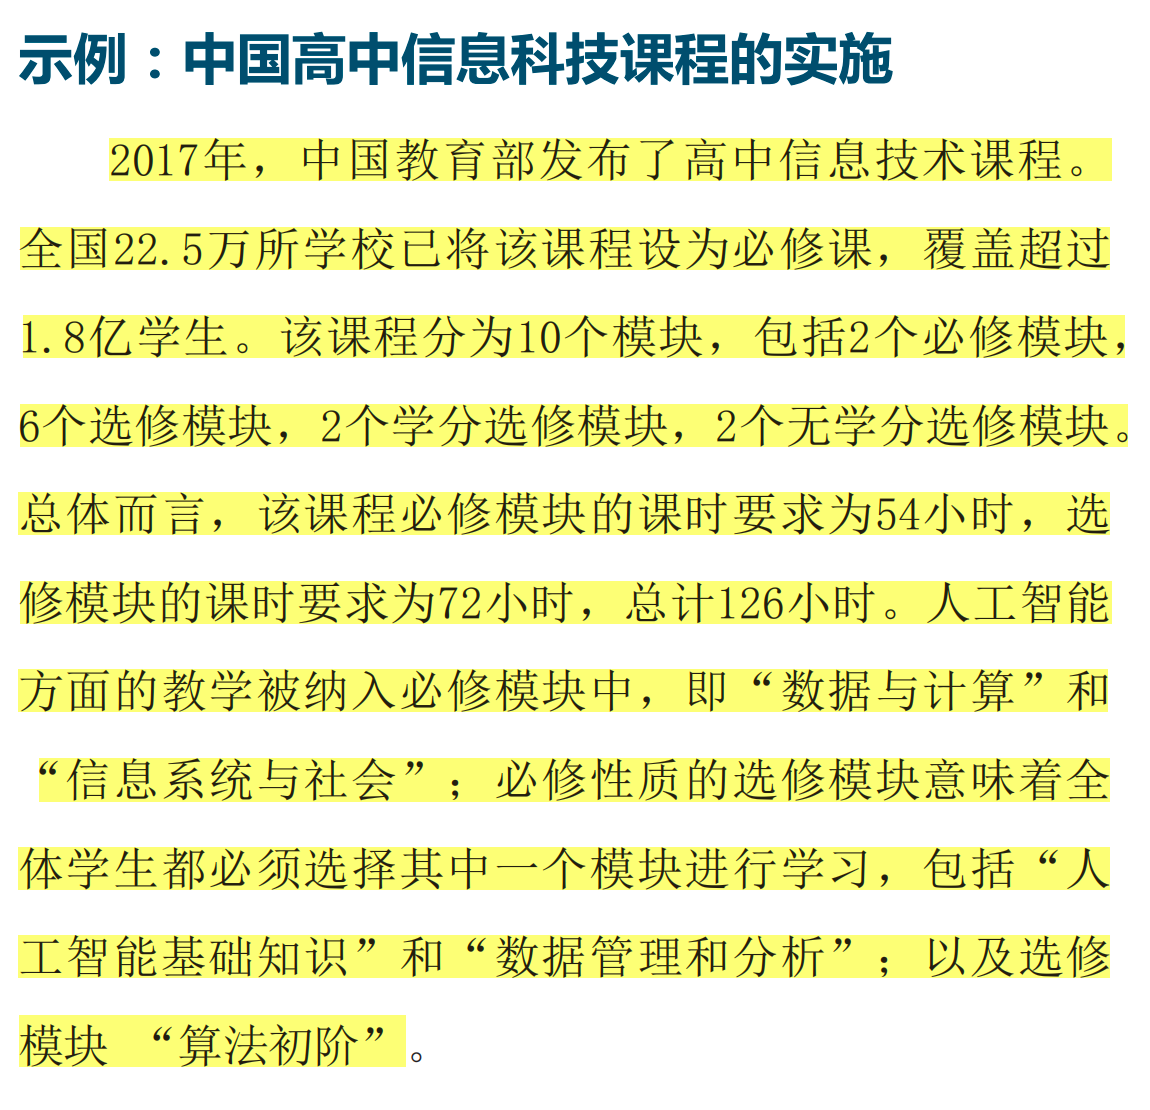 示例：中国高中信息科技课程的实施
2017年，中国教育部发布了高中信息技术课程。
全国22.5万所学校已将该课程设为必修课，覆盖超过
1.8亿学生。该课程分为10个模块，包括2个必修模块，
6个选修模块，2个学分选修模块，2个无学分选修模块。
总体而言，该课程必修模块的课时要求为54小时，选
修模块的课时要求为72小时，总计126小时。人工智能
方面的教学被纳入必修模块中，即“数据与计算”和
“信息系统与社会”；必修性质的选修模块意味着全
体学生都必须选择其中一个模块进行学习，包括“人
工智能基础知识”和“数据管理和分析”；以及选修
模块 “算法初阶”。